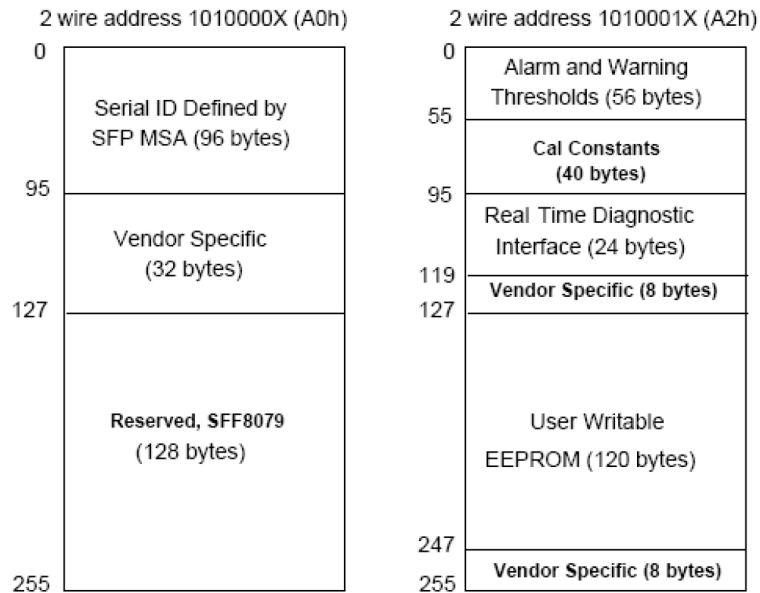 2 wire address 1010000X (A0h)
0
Serial ID Defined by
SFP MSA (96 bytes)
95
Vendor Specific
(32 bytes)
127
Reserved, SFF8079
(128 bytes)
255
2 wire address 1010001X (A2h)
0
Alarm and Warning
Thresholds (56 bytes)
55
Cal Constants
(40 bytes)
95
Real Time Diagnostic
Interface (24 bytes)
119
Vendor Specific (8 bytes)
127
User Writable
EEPROM (120 bytes)
247
Vendor Specific (8 bytes)
255